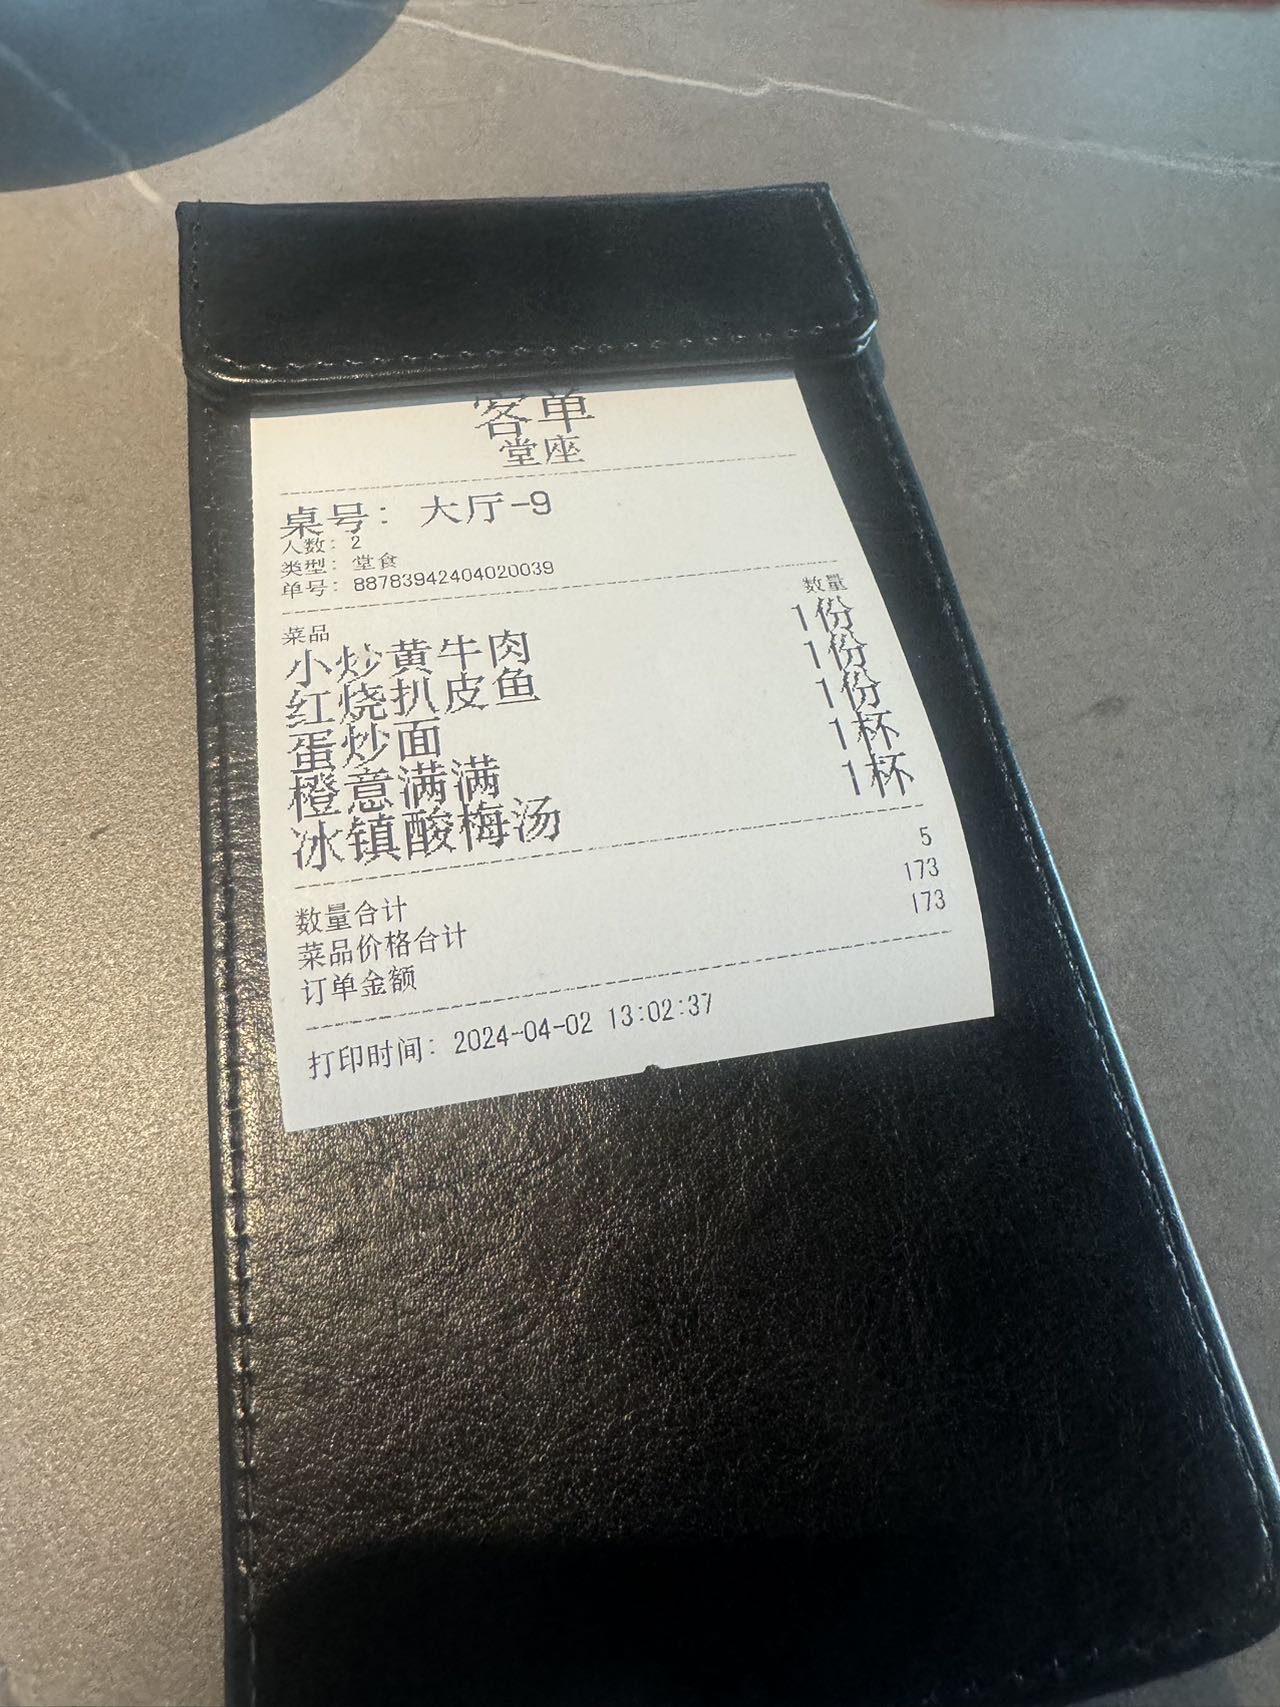 客单
堂座
桌号: 大厅-9
人数: 2
类型: 堂食
单号: 88783942404020039
菜品 数量
小炒黄牛肉 1份
红烧扒皮鱼 1份
蛋炒面 1份
橙意满满 1杯
冰镇酸梅汤 1杯
数量合计 5
菜品价格合计 173
订单金额 173
打印时间: 2024-04-02 13:02:37